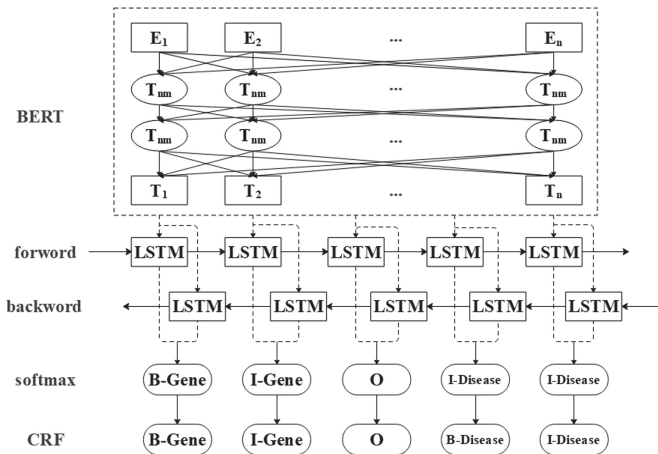 E1 E2 ... En
Tnm Tnm ... Tnm
BERT
Tnm Tnm ... Tnm
T1 T2 ... Tn
forword LSTM LSTM LSTM LSTM LSTM
backword LSTM LSTM LSTM LSTM LSTM
softmax B-Gene I-Gene O I-Disease I-Disease
CRF B-Gene I-Gene O B-Disease I-Disease